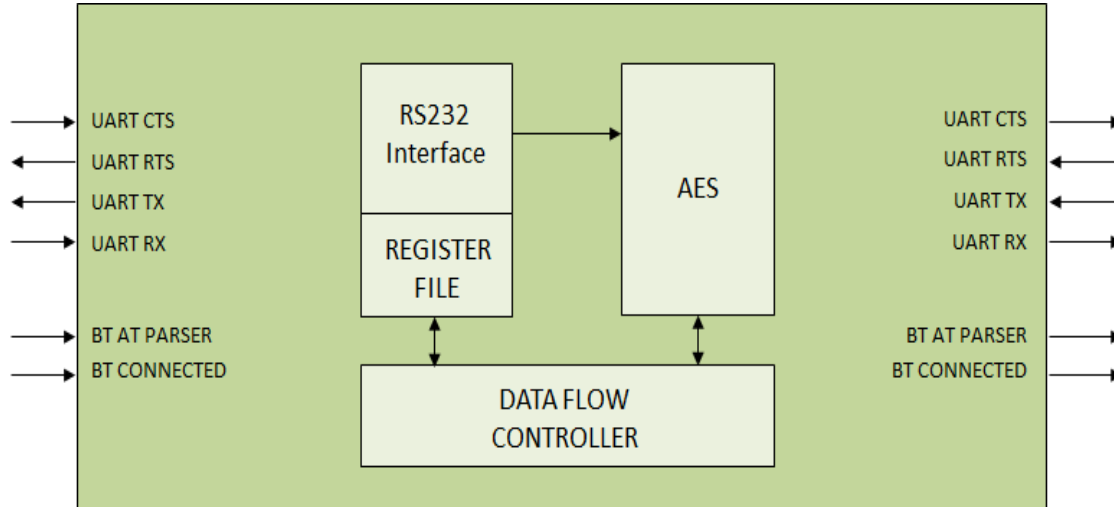 UART CTS
UART RTS
UART TX
UART RX
BT AT PARSER
BT CONNECTED
RS232
Interface
REGISTER
FILE
AES
DATA FLOW
CONTROLLER
UART CTS
UART RTS
UART TX
UART RX
BT AT PARSER
BT CONNECTED